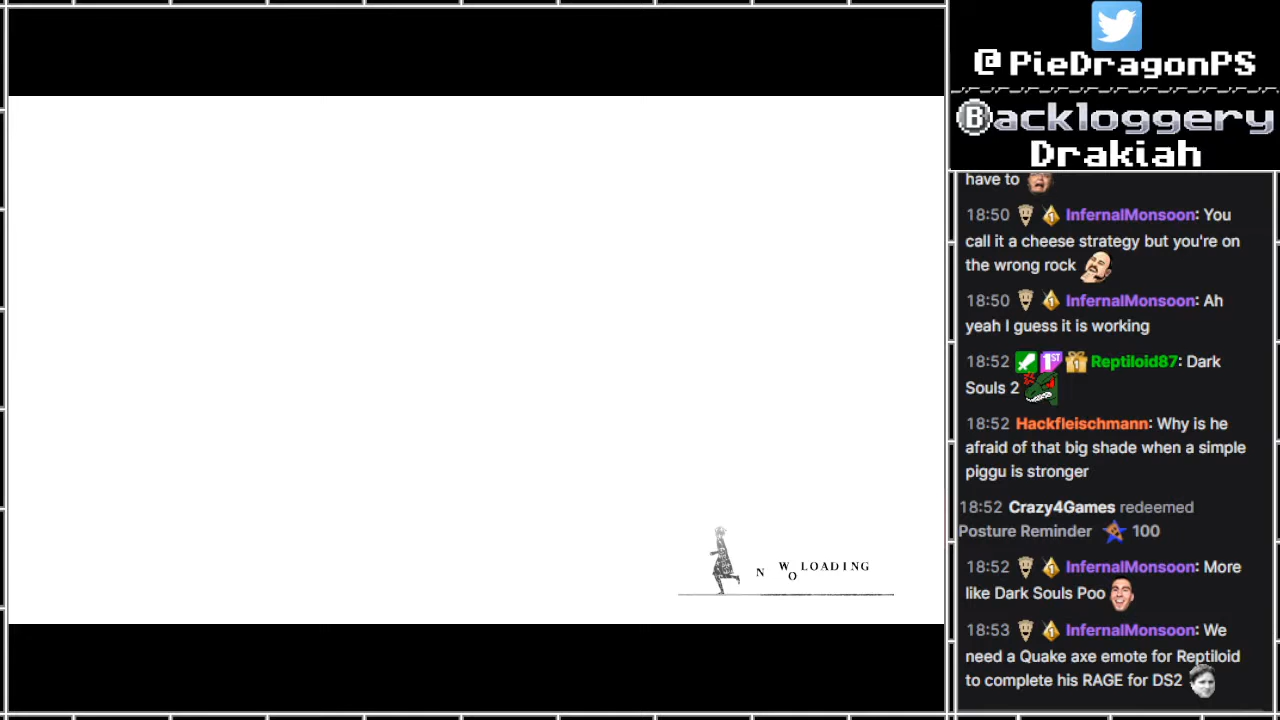 N WO LOADING
@PieDragonPS
Backloggery
Drakiah
have to
18:50 InfernalMonsoon: You
call it a cheese strategy but you're on
the wrong rock
18:50 InfernalMonsoon: Ah
yeah I guess it is working
18:52 Reptiloid87: Dark
Souls 2
18:52 Hackfleischmann: Why is he
afraid of that big shade when a simple
piggu is stronger
18:52 Crazy4Games redeemed
Posture Reminder 100
18:52 InfernalMonsoon: More
like Dark Souls Poo
18:53 InfernalMonsoon: We
need a Quake axe emote for Reptiloid
to complete his RAGE for DS2